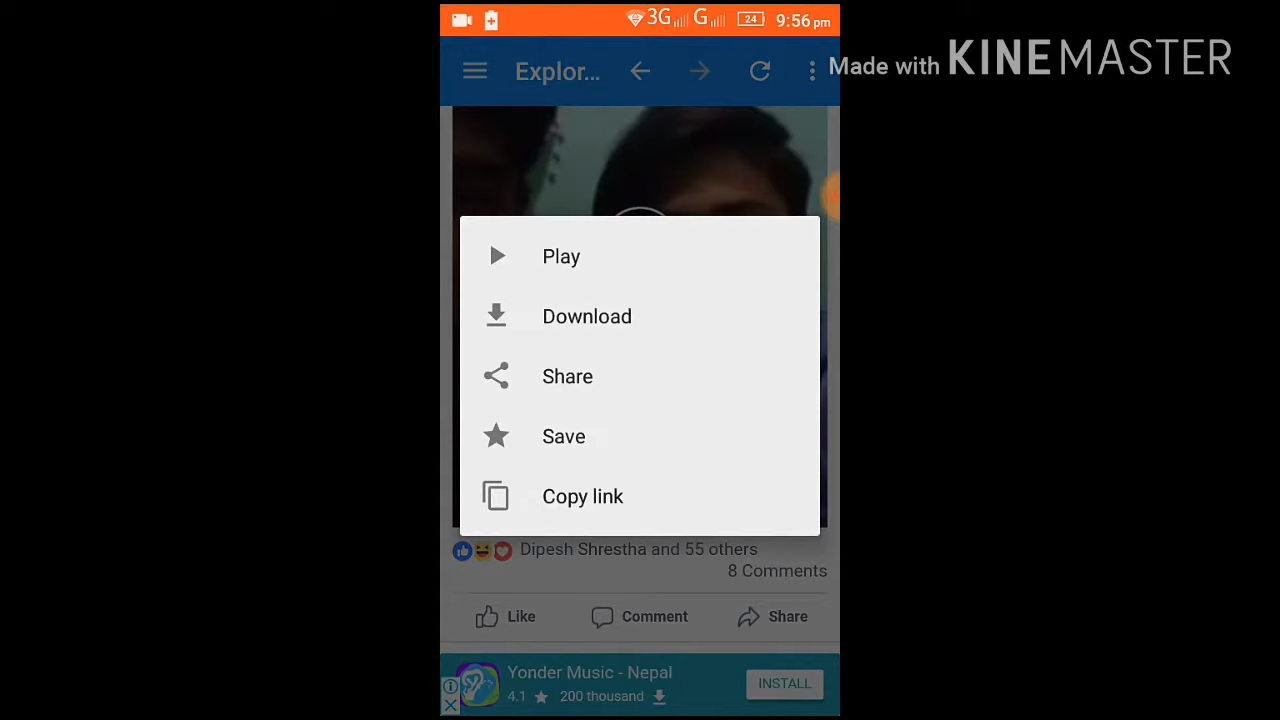 3G G 24 9:56 pm
Explor...
Made with KINEMASTER
Play
Download
Share
Save
Copy link
Dipesh Shrestha and 55 others
8 Comments
Like Comment Share
Yonder Music - Nepal
4.1 200 thousand
INSTALL